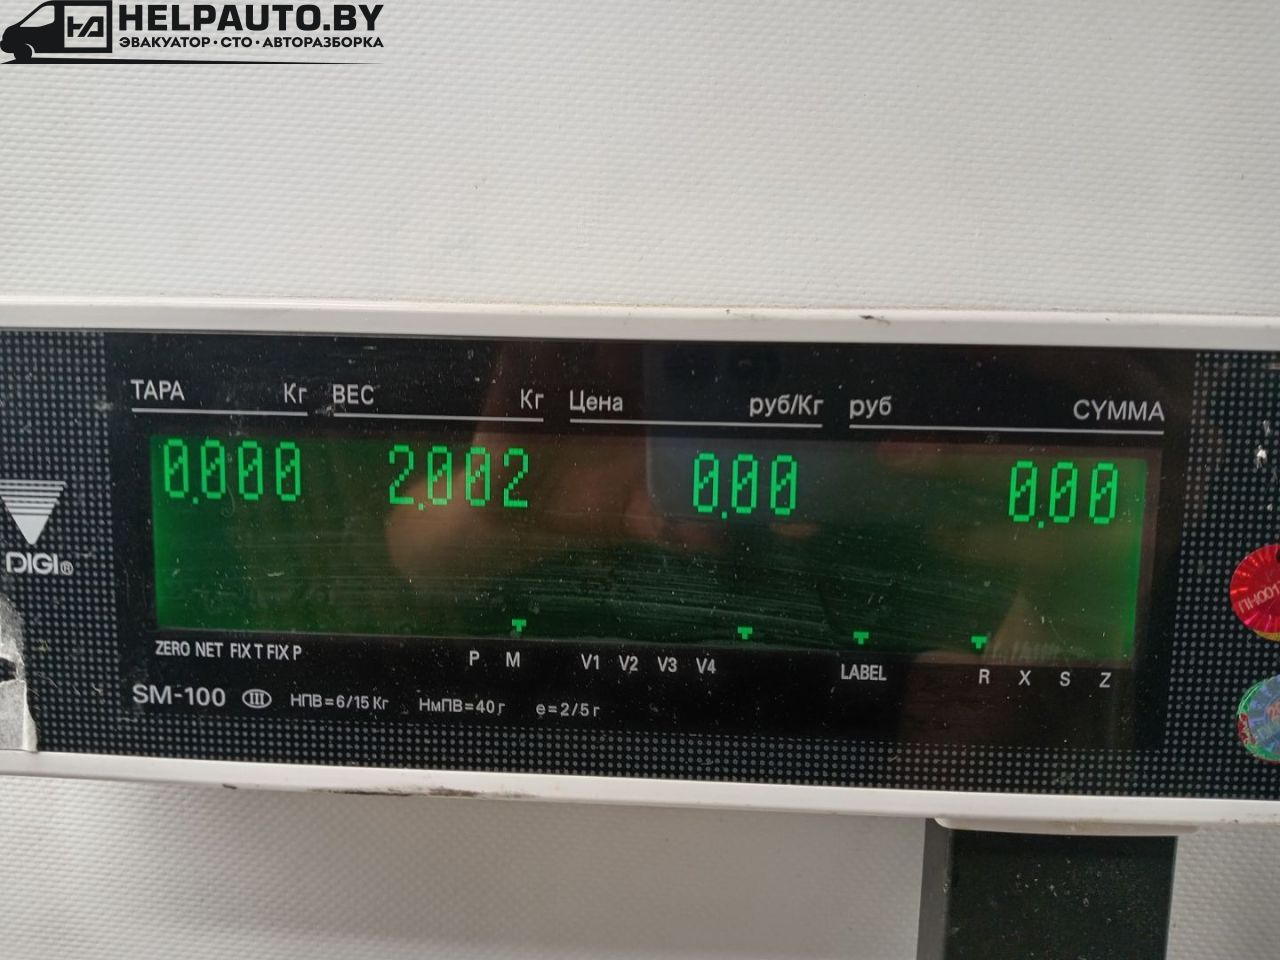 HELPAUTO.BY
ЭВАКУАТОР·СТО·АВТОРАЗБОРКА
ТАРА Кг ВЕС Кг Цена руб/Кг руб СУММА
0.000 2.002 0.00 0.00
DIGI®
ПН001
ZERO NET FIX T FIX P P M V1 V2 V3 V4 LABEL R X S Z
SM-100 III НПВ=6/15 Кг НмПВ=40 г e=2/5 г